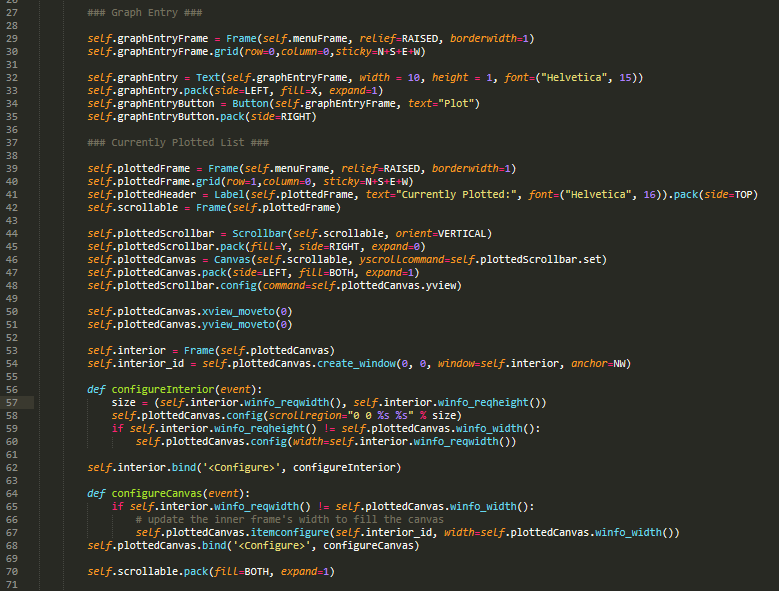 27 ### Graph Entry ###
28
29 self.graphEntryFrame = Frame(self.menuFrame, relief=RAISED, borderwidth=1)
30 self.graphEntryFrame.grid(row=0,column=0,sticky=N+S+E+W)
31
32 self.graphEntry = Text(self.graphEntryFrame, width = 10, height = 1, font=("Helvetica", 15))
33 self.graphEntry.pack(side=LEFT, fill=X, expand=1)
34 self.graphEntryButton = Button(self.graphEntryFrame, text="Plot")
35 self.graphEntryButton.pack(side=RIGHT)
36
37 ### Currently Plotted List ###
38
39 self.plottedFrame = Frame(self.menuFrame, relief=RAISED, borderwidth=1)
40 self.plottedFrame.grid(row=1,column=0, sticky=N+S+E+W)
41 self.plottedHeader = Label(self.plottedFrame, text="Currently Plotted:", font=("Helvetica", 16)).pack(side=TOP)
42 self.scrollable = Frame(self.plottedFrame)
43
44 self.plottedScrollbar = Scrollbar(self.scrollable, orient=VERTICAL)
45 self.plottedScrollbar.pack(fill=Y, side=RIGHT, expand=0)
46 self.plottedCanvas = Canvas(self.scrollable, yscrollcommand=self.plottedScrollbar.set)
47 self.plottedCanvas.pack(side=LEFT, fill=BOTH, expand=1)
48 self.plottedScrollbar.config(command=self.plottedCanvas.yview)
49
50 self.plottedCanvas.xview_moveto(0)
51 self.plottedCanvas.yview_moveto(0)
52
53 self.interior = Frame(self.plottedCanvas)
54 self.interior_id = self.plottedCanvas.create_window(0, 0, window=self.interior, anchor=NW)
55
56 def configureInterior(event):
57 size = (self.interior.winfo_reqwidth(), self.interior.winfo_reqheight())
58 self.plottedCanvas.config(scrollregion="0 0 %s %s" % size)
59 if self.interior.winfo_reqheight() != self.plottedCanvas.winfo_width():
60 self.plottedCanvas.config(width=self.interior.winfo_reqwidth())
61
62 self.interior.bind('<Configure>', configureInterior)
63
64 def configureCanvas(event):
65 if self.interior.winfo_reqwidth() != self.plottedCanvas.winfo_width():
66 # update the inner frame's width to fill the canvas
67 self.plottedCanvas.itemconfigure(self.interior_id, width=self.plottedCanvas.winfo_width())
68 self.plottedCanvas.bind('<Configure>', configureCanvas)
69
70 self.scrollable.pack(fill=BOTH, expand=1)
71